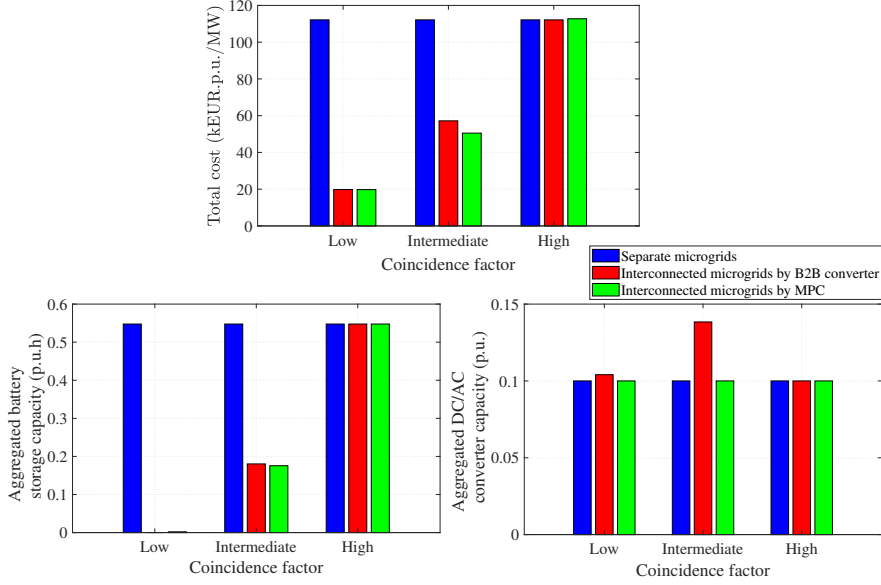 Total cost (kEUR.p.u./MW)
120
100
80
60
40
20
0
Low Intermediate High
Coincidence factor
Separate microgrids
Interconnected microgrids by B2B converter
Interconnected microgrids by MPC
Aggregated battery
storage capacity (p.u.h)
0.6
0.5
0.4
0.3
0.2
0.1
0
Low Intermediate High
Coincidence factor
Aggregated DC/AC
converter capacity (p.u.)
0.15
0.1
0.05
0
Low Intermediate High
Coincidence factor